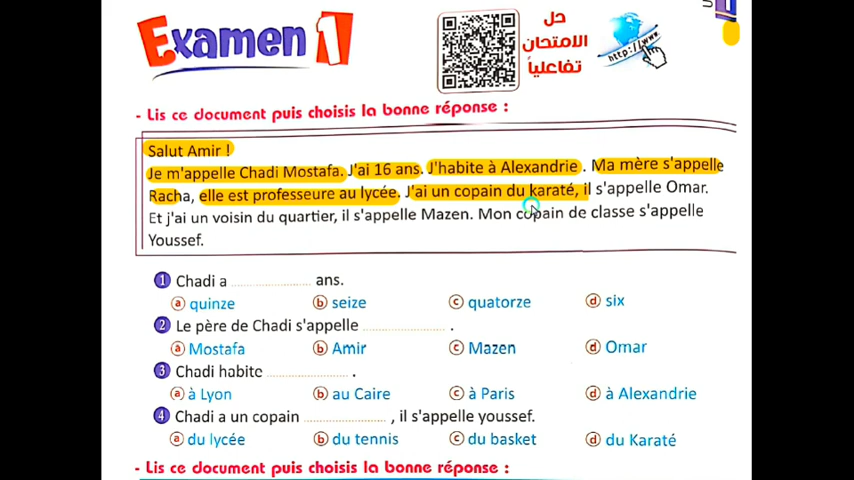 Examen 1
حل
الامتحان
تفاعلياً
http://www
- Lis ce document puis choisis la bonne réponse :
Salut Amir !
Je m'appelle Chadi Mostafa. J'ai 16 ans. J'habite à Alexandrie . Ma mère s'appelle
Racha, elle est professeure au lycée. J'ai un copain du karaté, il s'appelle Omar.
Et j'ai un voisin du quartier, il s'appelle Mazen. Mon copain de classe s'appelle
Youssef.
1 Chadi a .................... ans.
a quinze b seize c quatorze d six
2 Le père de Chadi s'appelle .................... .
a Mostafa b Amir c Mazen d Omar
3 Chadi habite .................... .
a à Lyon b au Caire c à Paris d à Alexandrie
4 Chadi a un copain .................... , il s'appelle youssef.
a du lycée b du tennis c du basket d du Karaté
- Lis ce document puis choisis la bonne réponse :